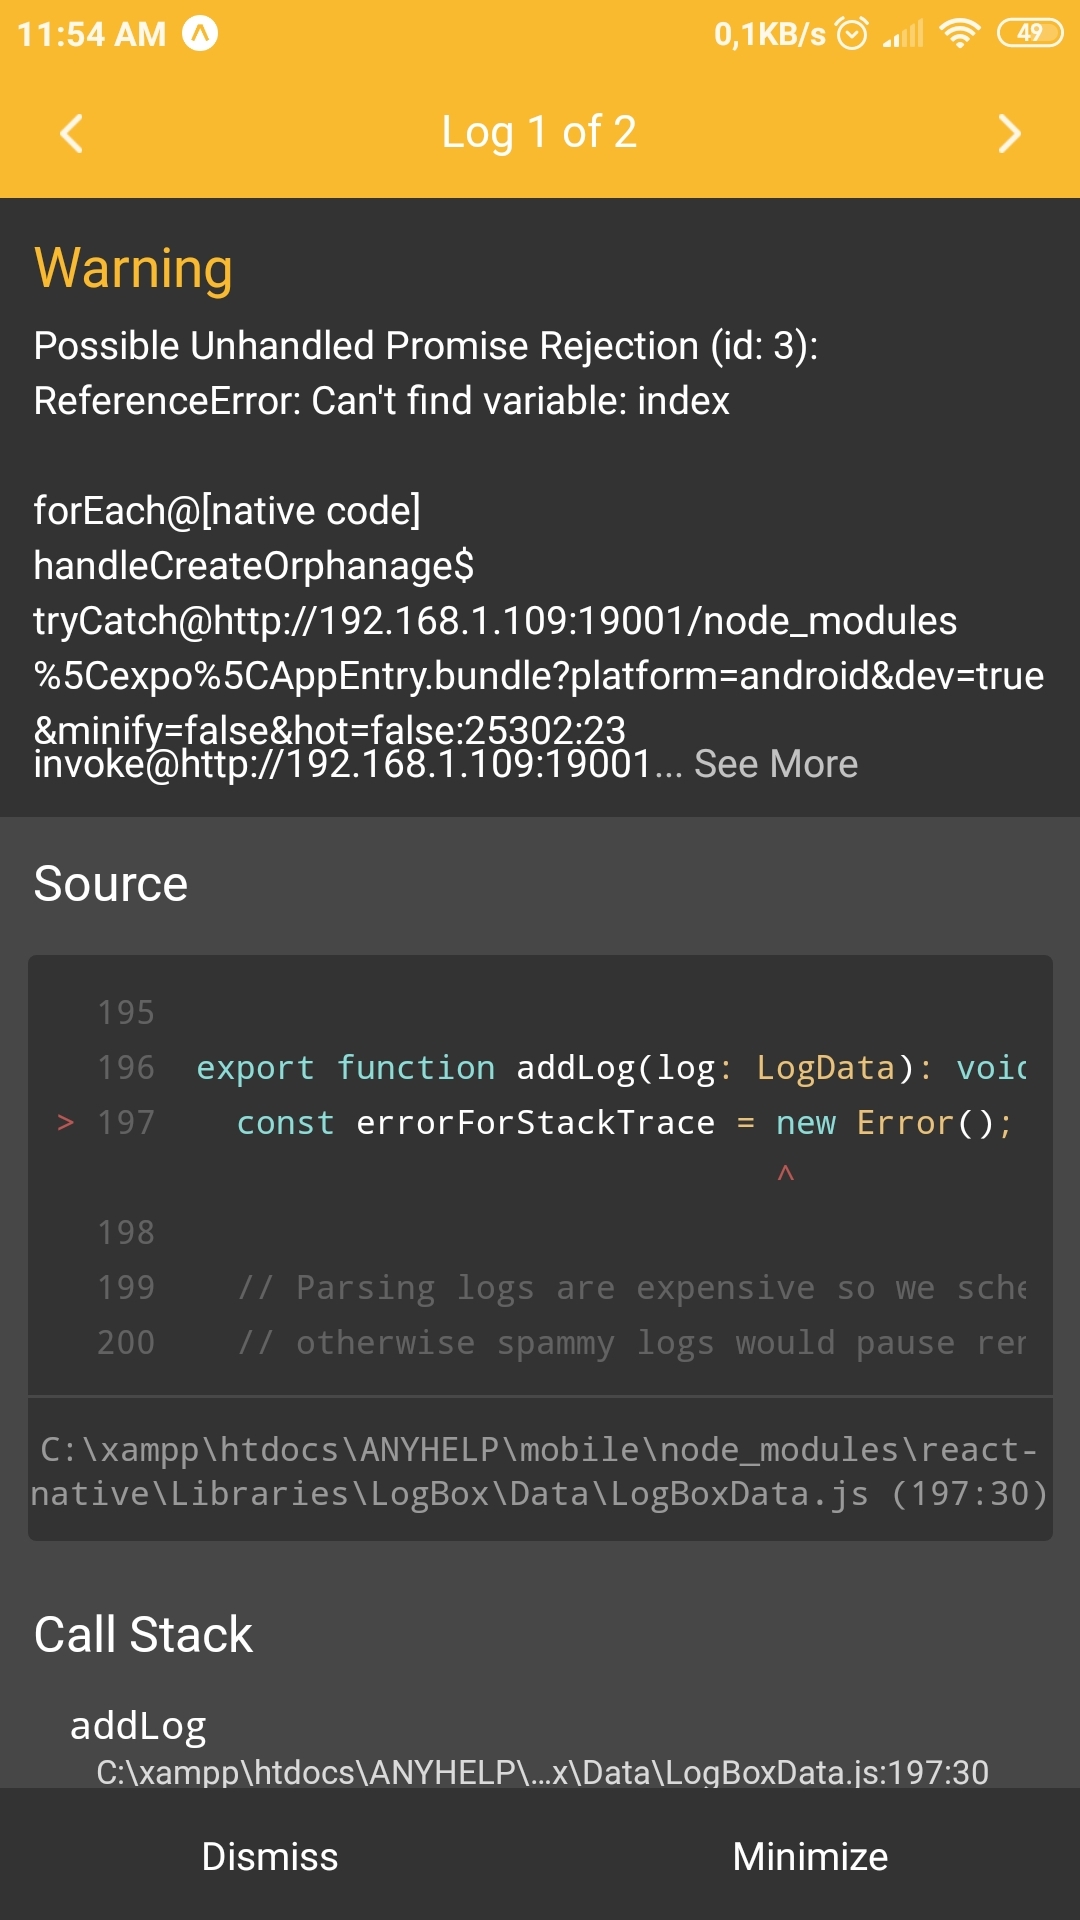 11:54 AM 0,1KB/s 49
Log 1 of 2
Warning
Possible Unhandled Promise Rejection (id: 3):
ReferenceError: Can't find variable: index
forEach@[native code]
handleCreateOrphanage$
tryCatch@http://192.168.1.109:19001/node_modules
%5Cexpo%5CAppEntry.bundle?platform=android&dev=true
&minify=false&hot=false:25302:23
invoke@http://192.168.1.109:19001... See More
Source
195
196 export function addLog(log: LogData): void
> 197 const errorForStackTrace = new Error();
^
198
199 // Parsing logs are expensive so we sche
200 // otherwise spammy logs would pause ren
C:\xampp\htdocs\ANYHELP\mobile\node_modules\react-
native\Libraries\LogBox\Data\LogBoxData.js (197:30)
Call Stack
addLog
C:\xampp\htdocs\ANYHELP\...x\Data\LogBoxData.js:197:30
Dismiss Minimize